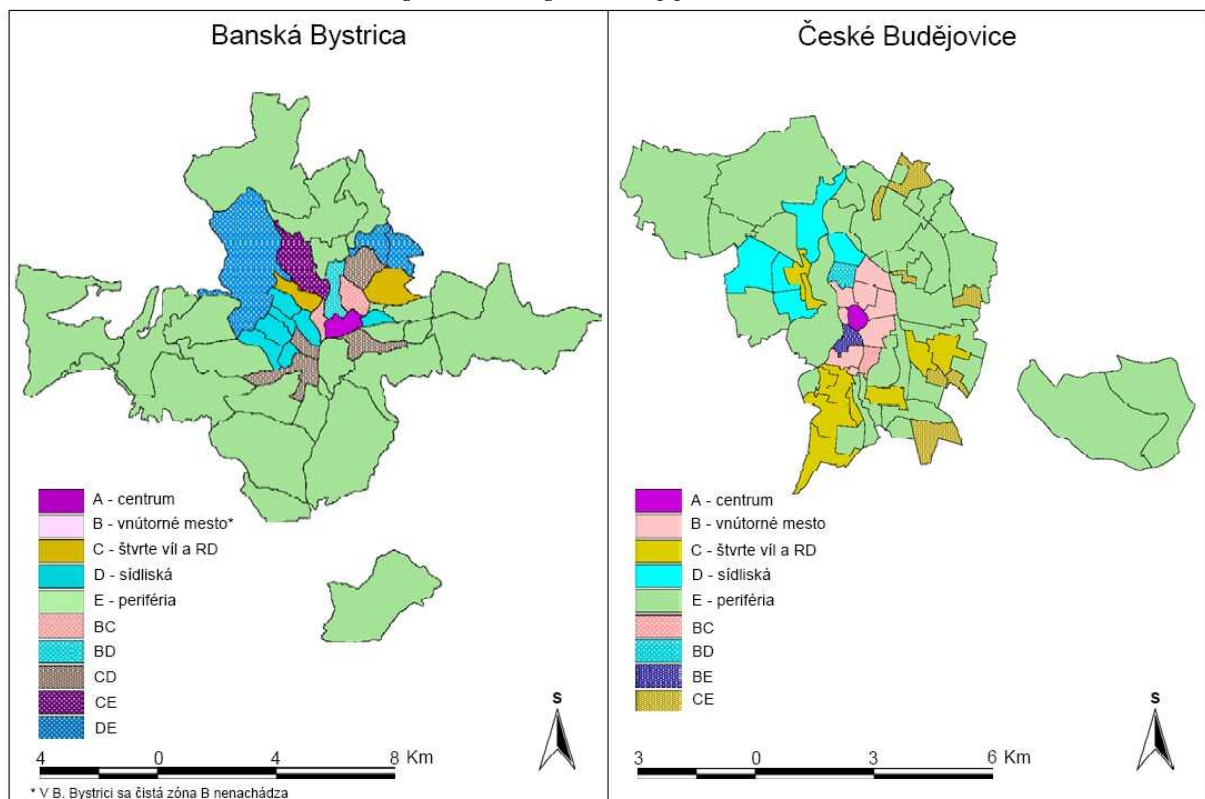 Banská Bystrica
A - centrum
B - vnútorné mesto*
C - štvrte víl a RD
D - sídliská
E - periféria
BC
BD
CD
CE
DE
S
4 0 4 8 Km
* V B. Bystrici sa čistá zóna B nenachádza
České Budějovice
A - centrum
B - vnútorné mesto
C - štvrte víl a RD
D - sídliská
E - periféria
BC
BD
BE
CE
S
3 0 3 6 Km